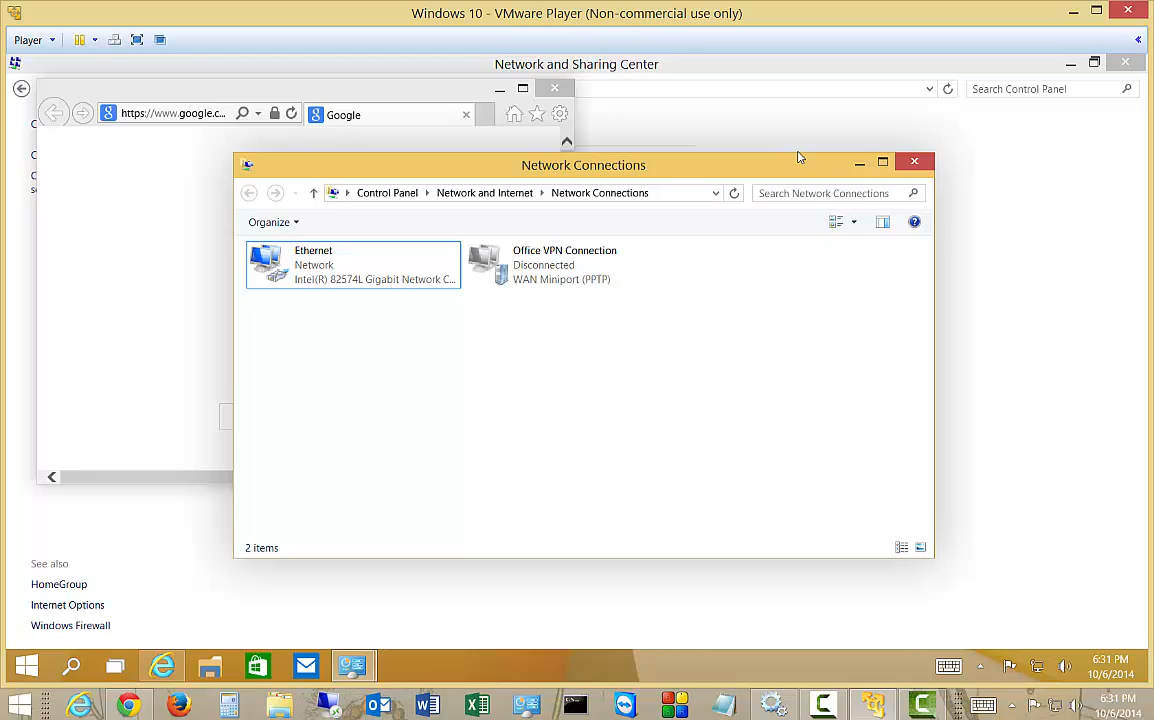 Windows 10 - VMware Player (Non-commercial use only)
Player
Network and Sharing Center
Search Control Panel
https://www.google.c...
Google
C
C
C
se
Network Connections
Control Panel
Network and Internet
Network Connections
Search Network Connections
Organize
Ethernet
Network
Intel(R) 82574L Gigabit Network C...
Office VPN Connection
Disconnected
WAN Miniport (PPTP)
2 items
See also
HomeGroup
Internet Options
Windows Firewall
6:31 PM
10/6/2014
6:31 PM
10/6/2014